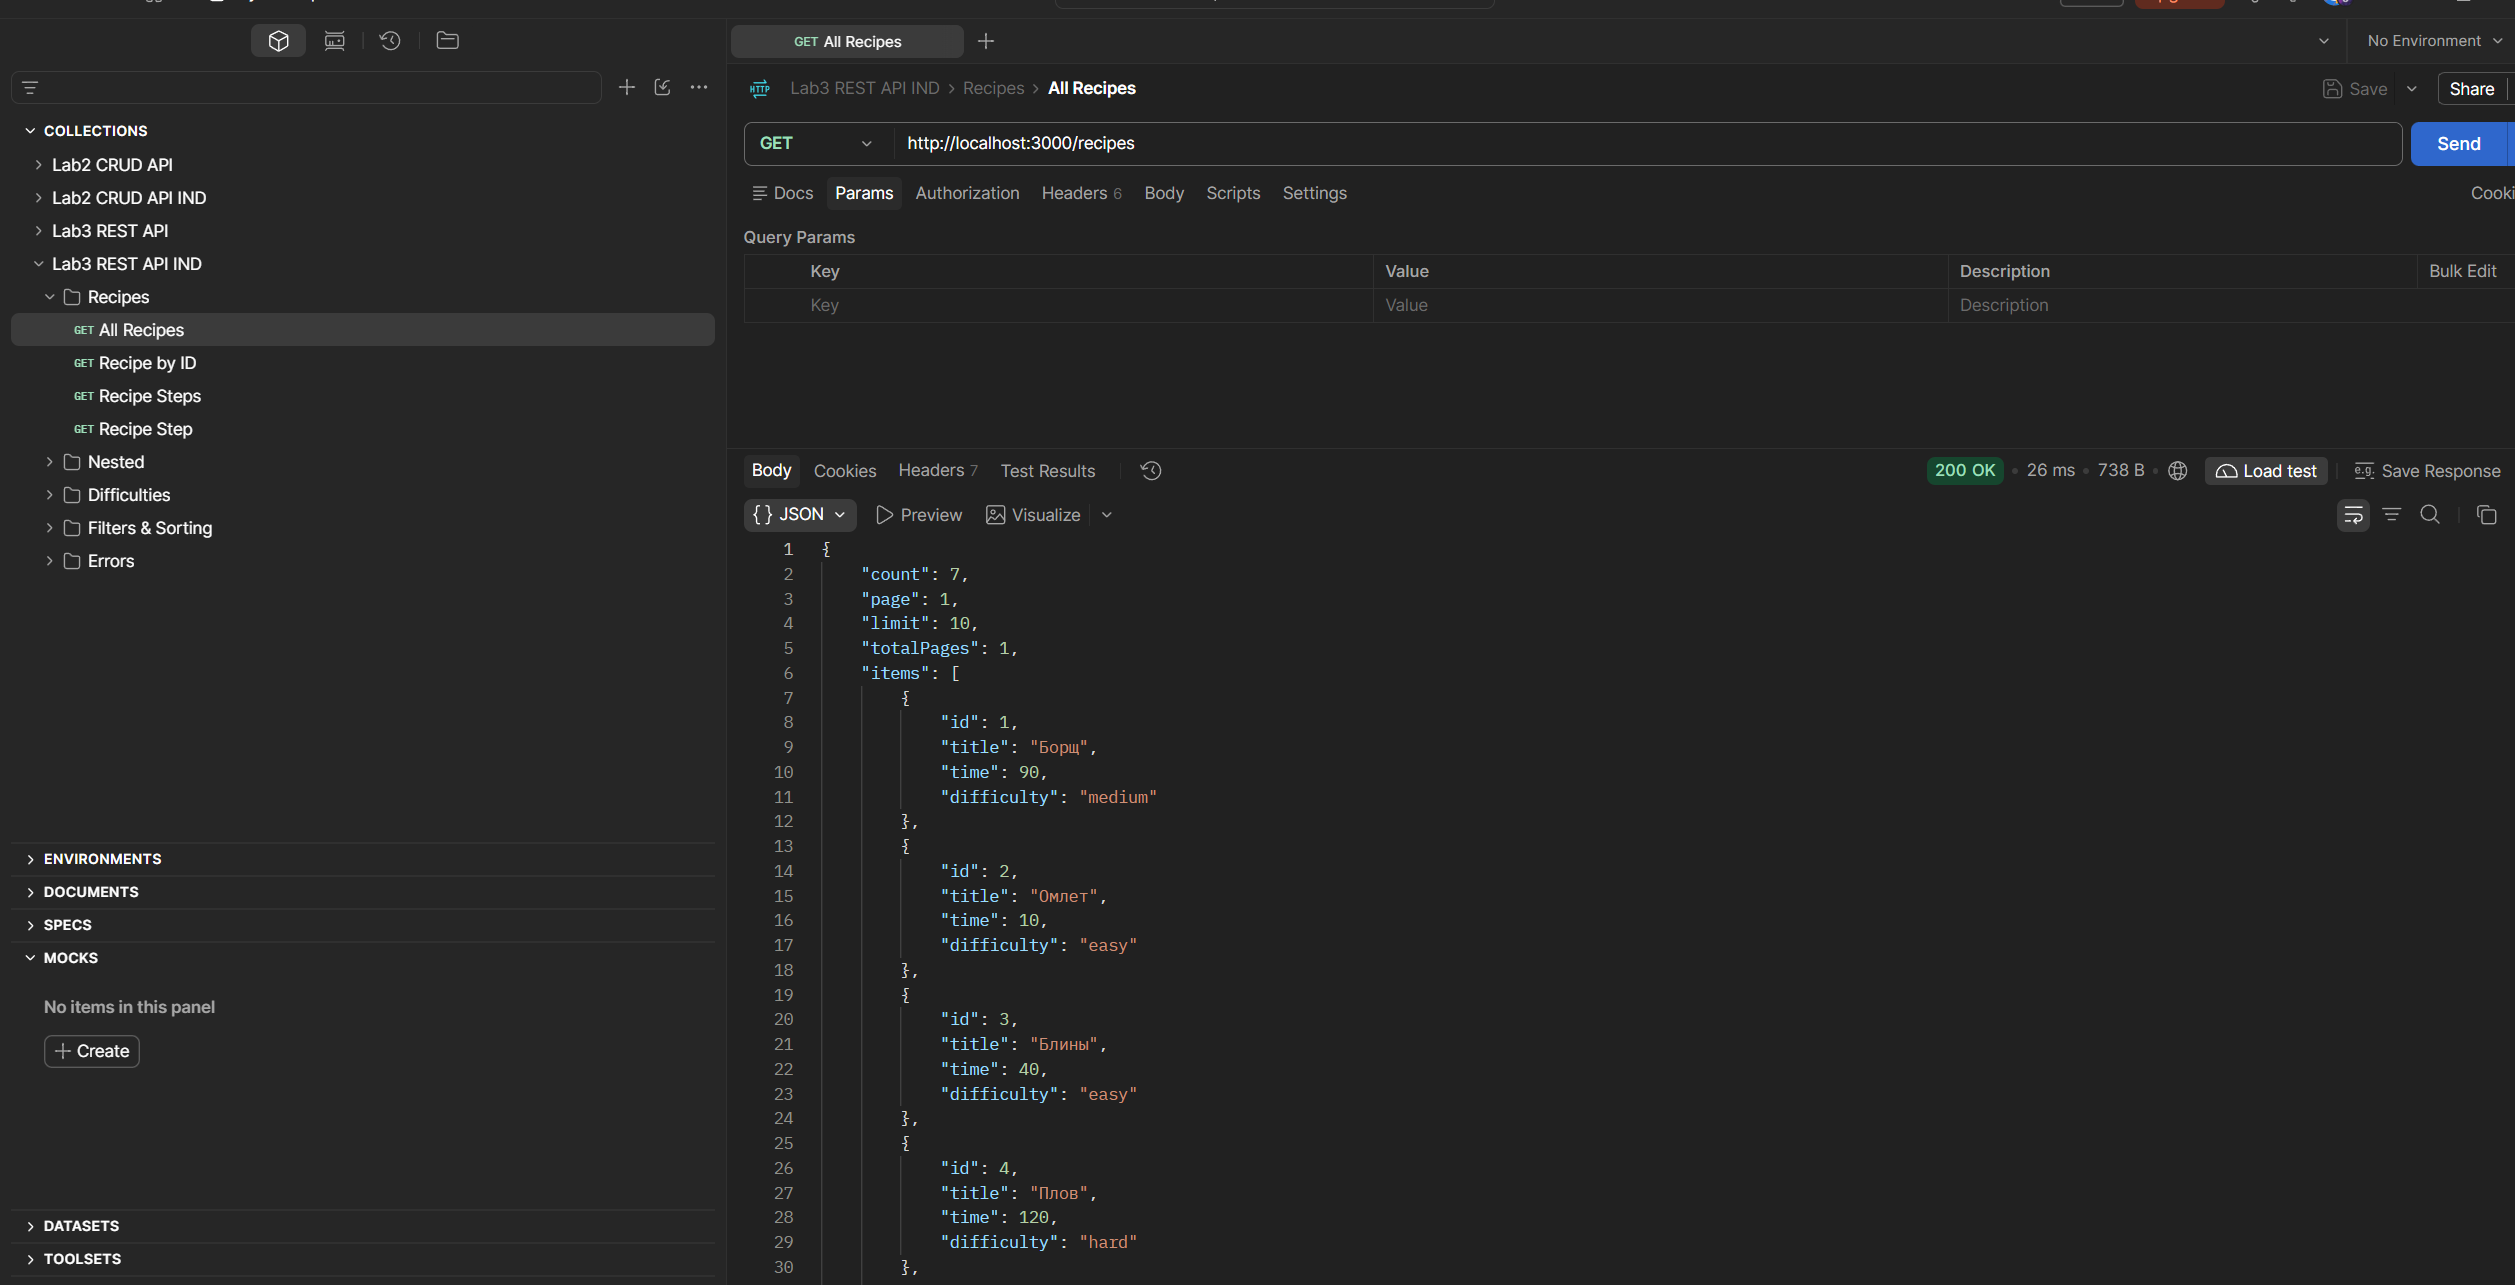 COLLECTIONS
Lab2 CRUD API
Lab2 CRUD API IND
Lab3 REST API
Lab3 REST API IND
Recipes
GET All Recipes
GET Recipe by ID
GET Recipe Steps
GET Recipe Step
Nested
Difficulties
Filters & Sorting
Errors
ENVIRONMENTS
DOCUMENTS
SPECS
MOCKS
No items in this panel
Create
DATASETS
TOOLSETS
GET All Recipes
No Environment
HTTP Lab3 REST API IND > Recipes > All Recipes
Save
Share
GET http://localhost:3000/recipes
Send
Docs Params Authorization Headers 6 Body Scripts Settings
Query Params
Key Value Description Bulk Edit
Key Value Description
Body Cookies Headers 7 Test Results
200 OK • 26 ms • 738 B • Load test e.g. Save Response
{} JSON Preview Visualize
1 {
2 "count": 7,
3 "page": 1,
4 "limit": 10,
5 "totalPages": 1,
6 "items": [
7 {
8 "id": 1,
9 "title": "Борщ",
10 "time": 90,
11 "difficulty": "medium"
12 },
13 {
14 "id": 2,
15 "title": "Омлет",
16 "time": 10,
17 "difficulty": "easy"
18 },
19 {
20 "id": 3,
21 "title": "Блины",
22 "time": 40,
23 "difficulty": "easy"
24 },
25 {
26 "id": 4,
27 "title": "Плов",
28 "time": 120,
29 "difficulty": "hard"
30 },